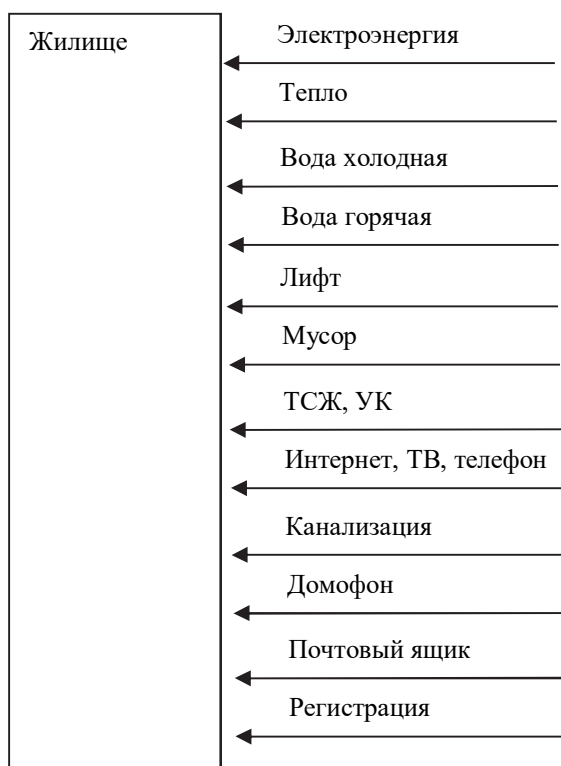 Жилище
Электроэнергия
Тепло
Вода холодная
Вода горячая
Лифт
Мусор
ТСЖ, УК
Интернет, ТВ, телефон
Канализация
Домофон
Почтовый ящик
Регистрация